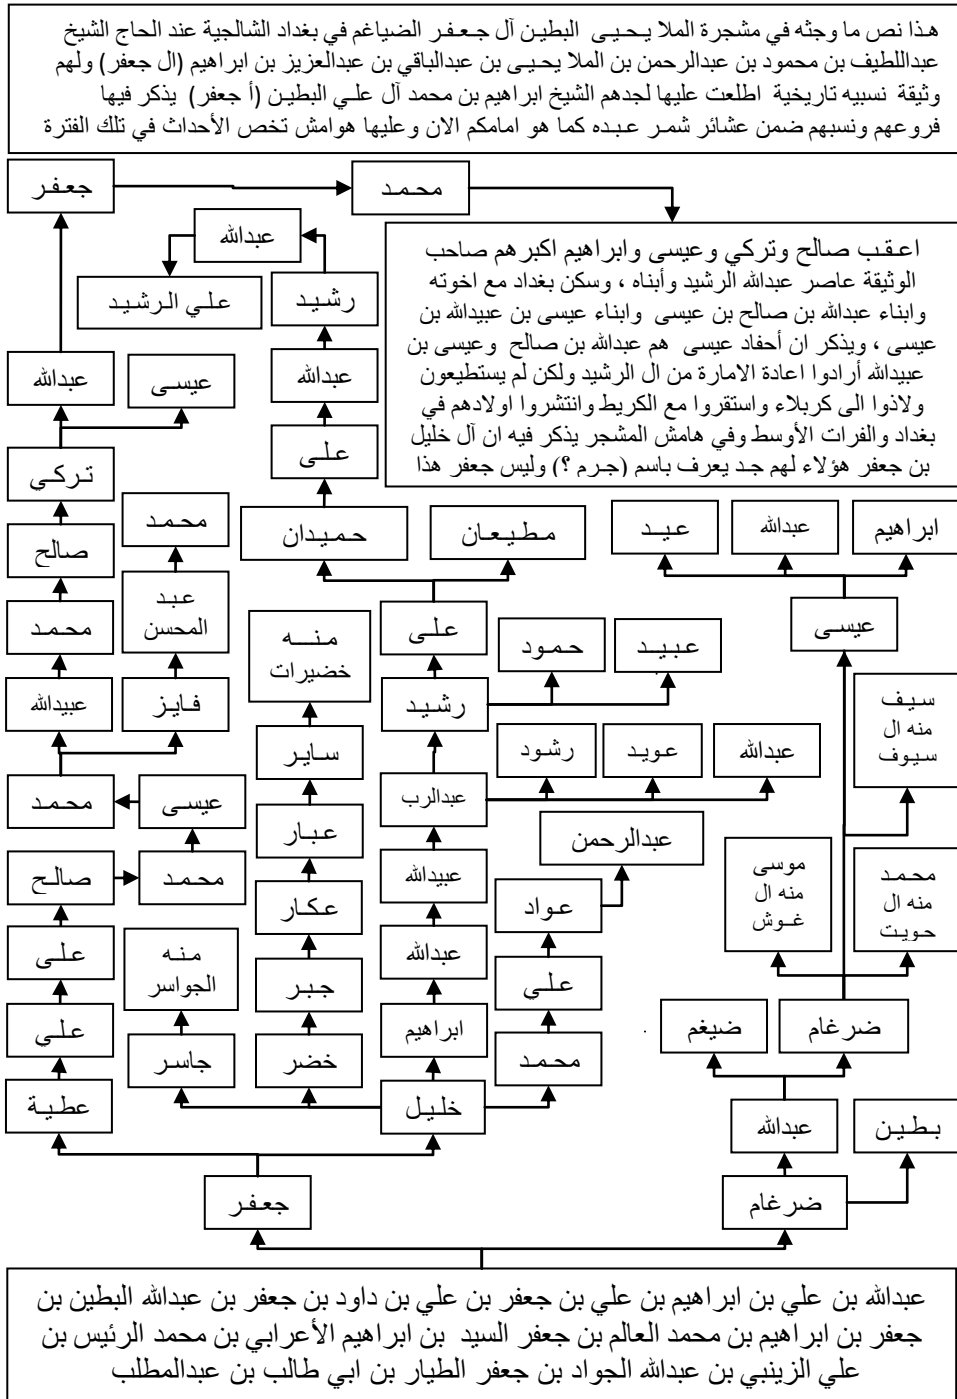 هذا نص ما وجثه في مشجرة الملا يحيى البطين آل جعفر الضياغم في بغداد الشالجية عند الحاج الشيخ
عبداللطيف بن محمود بن عبدالرحمن بن الملا يحيى بن عبدالباقي بن عبدالعزيز بن ابراهيم (ال جعفر) ولهم
وثيقة نسبيه تاريخية اطلعت عليها لجدهم الشيخ ابراهيم بن محمد آل علي البطين (أ جعفر) يذكر فيها
فروعهم ونسبهم ضمن عشائر شمر عبده كما هو امامكم الان وعليها هوامش تخص الأحداث في تلك الفترة
جعفر
محمد
عبدالله
علي الرشيد
رشيد
اعقب صالح وتركي وعيسى وابراهيم اكبرهم صاحب
الوثيقة عاصر عبدالله الرشيد وأبناه ، وسكن بغداد مع اخوته
وابناء عبدالله بن صالح بن عيسى وابناء عيسى بن عبيدالله بن
عيسى ، ويذكر ان أحفاد عيسى هم عبدالله بن صالح وعيسى بن
عبيدالله أرادوا اعادة الامارة من ال الرشيد ولكن لم يستطيعون
ولاذوا الى كربلاء واستقروا مع الكريط وانتشروا اولادهم في
بغداد والفرات الأوسط وفي هامش المشجر يذكر فيه ان آل خليل
بن جعفر هؤلاء لهم جد يعرف باسم (جرم ؟) وليس جعفر هذا
عبدالله
عيسى
عبدالله
تركي
على
صالح
محمد
حميدان
مطيعان
عيد
عبدالله
ابراهيم
محمد
عبد
المحسن
منه
خضيرات
على
حمود
عبيد
عيسى
عبيدالله
فايز
ساير
رشيد
رشود
عويد
عبدالله
سيف
منه ال
سيوف
محمد
عيسى
عبار
عبدالرب
عبدالرحمن
صالح
محمد
عكار
عبيدالله
عواد
موسى
منه ال
غوش
محمد
منه ال
حويت
على
منه
الجواسر
جبر
عبدالله
علي
علي
جاسر
خضر
ابراهيم
محمد
ضيغم
ضرغام
عطية
خليل
عبدالله
بطين
جعفر
ضرغام
عبدالله بن علي بن ابراهيم بن علي بن جعفر بن علي بن داود بن جعفر بن عبدالله البطين بن
جعفر بن ابراهيم بن محمد العالم بن جعفر السيد بن ابراهيم الأعرابي بن محمد الرئيس بن
علي الزينبي بن عبدالله الجواد بن جعفر الطيار بن ابي طالب بن عبدالمطلب